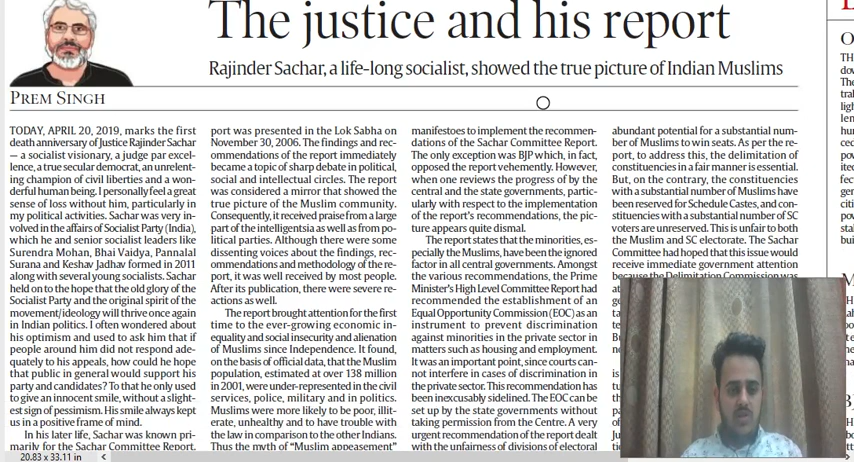 The justice and his report
Rajinder Sachar, a life-long socialist, showed the true picture of Indian Muslims
PREM SINGH
TODAY, APRIL 20, 2019, marks the first
death anniversary of Justice Rajinder Sachar
— a socialist visionary, a judge par excel-
lence, a true secular democrat, an unrelent-
ing champion of civil liberties and a won-
derful human being. I personally feel a great
sense of loss without him, particularly in
my political activities. Sachar was very in-
volved in the affairs of Socialist Party (India),
which he and senior socialist leaders like
Surendra Mohan, Bhai Vaidya, Pannalal
Surana and Keshav Jadhav formed in 2011
along with several young socialists. Sachar
held on to the hope that the old glory of the
Socialist Party and the original spirit of the
movement/ideology will thrive once again
in Indian politics. I often wondered about
his optimism and used to ask him that if
people around him did not respond ade-
quately to his appeals, how could he hope
that public in general would support his
party and candidates? To that he only used
to give an innocent smile, without a slight-
est sign of pessimism. His smile always kept
us in a positive frame of mind.
In his later life, Sachar was known pri-
marily for the Sachar Committee Report.
port was presented in the Lok Sabha on
November 30, 2006. The findings and rec-
ommendations of the report immediately
became a topic of sharp debate in political,
social and intellectual circles. The report
was considered a mirror that showed the
true picture of the Muslim community.
Consequently, it received praise from a large
part of the intelligentsia as well as from po-
litical parties. Although there were some
dissenting voices about the findings, rec-
ommendations and methodology of the re-
port, it was well received by most people.
After its publication, there were severe re-
actions as well.
The report brought attention for the first
time to the ever-growing economic in-
equality and social insecurity and alienation
of Muslims since Independence. It found,
on the basis of official data, that the Muslim
population, estimated at over 138 million
in 2001, were under-represented in the civil
services, police, military and in politics.
Muslims were more likely to be poor, illit-
erate, unhealthy and to have trouble with
the law in comparison to the other Indians.
Thus the myth of "Muslim appeasement"
manifestoes to implement the recommen-
dations of the Sachar Committee Report.
The only exception was BJP which, in fact,
opposed the report vehemently. However,
when one reviews the progress of by the
central and the state governments, partic-
ularly with respect to the implementation
of the report's recommendations, the pic-
ture appears quite dismal.
The report states that the minorities, es-
pecially the Muslims, have been the ignored
factor in all central governments. Amongst
the various recommendations, the Prime
Minister's High Level Committee Report had
recommended the establishment of an
Equal Opportunity Commission (EOC) as an
instrument to prevent discrimination
against minorities in the private sector in
matters such as housing and employment.
It was an important point, since courts can-
not interfere in cases of discrimination in
the private sector. This recommendation has
been inexcusably sidelined. The EOC can be
set up by the state governments without
taking permission from the Centre. A very
urgent recommendation of the report dealt
with the unfairness of divisions of electoral
abundant potential for a substantial num-
ber of Muslims to win seats. As per the re-
port, to address this, the delimitation of
constituencies in a fair manner is essential.
But, on the contrary, the constituencies
with a substantial number of Muslims have
been reserved for Schedule Castes, and con-
stituencies with a substantial number of SC
voters are unreserved. This is unfair to both
the Muslim and SC electorate. The Sachar
Committee had hoped that this issue would
receive immediate government attention
because the Delimitation Commission was
20.83 x 33.11 in